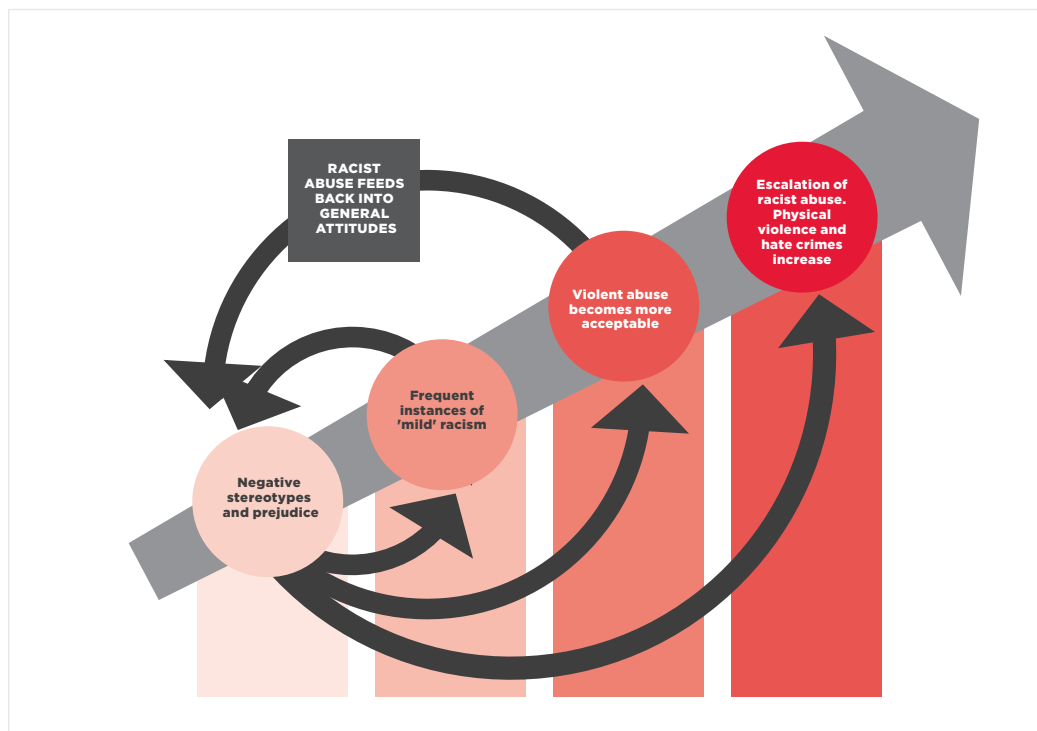 RACIST
ABUSE FEEDS
BACK INTO
GENERAL
ATTITUDES
Escalation of
racist abuse.
Physical
violence and
hate crimes
increase
Violent abuse
becomes more
acceptable
Frequent
instances of
'mild' racism
Negative
stereotypes
and prejudice